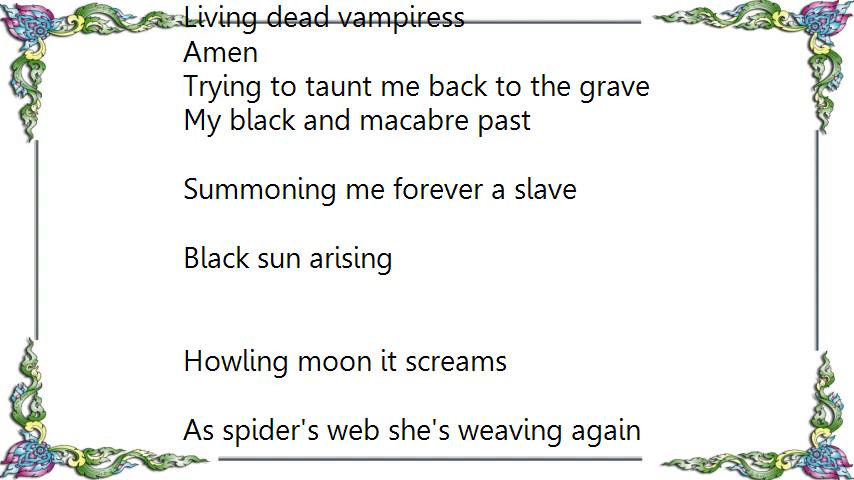 Living dead vampiress
Amen
Trying to taunt me back to the grave
My black and macabre past
Summoning me forever a slave
Black sun arising
Howling moon it screams
As spider's web she's weaving again